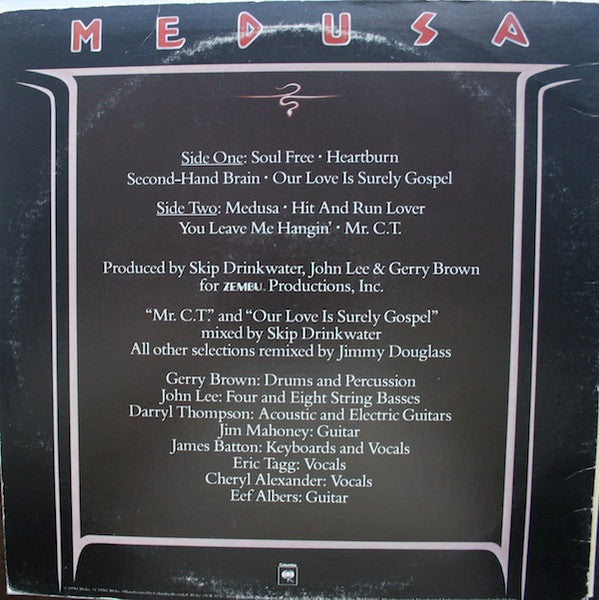 MEDUSA
Side One: Soul Free · Heartburn
Second-Hand Brain · Our Love Is Surely Gospel
Side Two: Medusa · Hit And Run Lover
You Leave Me Hangin' · Mr. C.T.
Produced by Skip Drinkwater, John Lee & Gerry Brown
for ZEMBU Productions, Inc.
"Mr. C.T." and "Our Love Is Surely Gospel"
mixed by Skip Drinkwater
All other selections remixed by Jimmy Douglass
Gerry Brown: Drums and Percussion
John Lee: Four and Eight String Basses
Darryl Thompson: Acoustic and Electric Guitars
Jim Mahoney: Guitar
James Batton: Keyboards and Vocals
Eric Tagg: Vocals
Cheryl Alexander: Vocals
Eef Albers: Guitar
Columbia